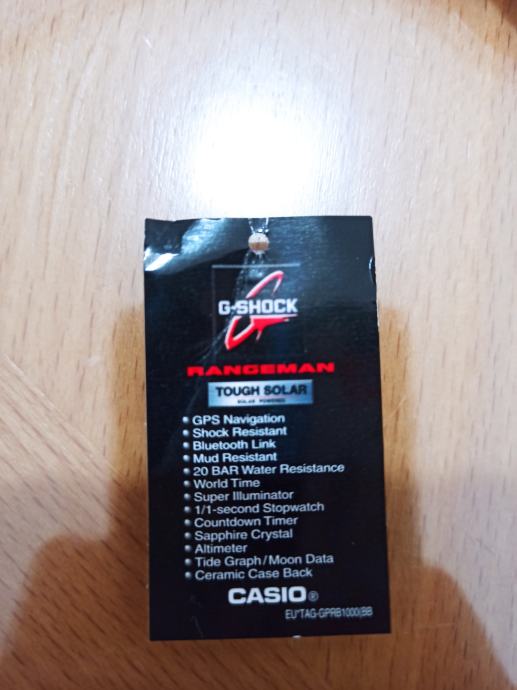 G-SHOCK
RANGEMAN
TOUGH SOLAR
SOLAR POWERED
GPS Navigation
Shock Resistant
Bluetooth Link
Mud Resistant
20 BAR Water Resistance
World Time
Super Illuminator
1/1-second Stopwatch
Countdown Timer
Sapphire Crystal
Altimeter
Tide Graph/Moon Data
Ceramic Case Back
CASIO®
EU*TAG-GPRB1000(BB